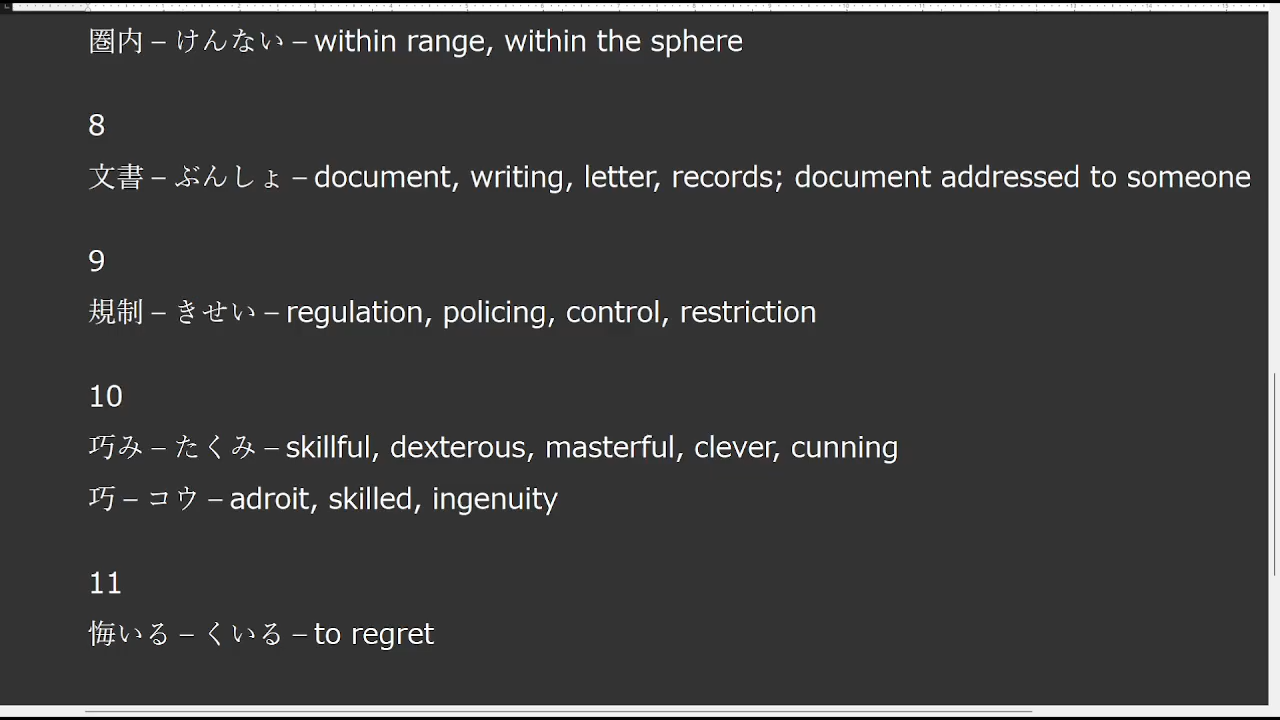 圏内 – けんない – within range, within the sphere
8
文書 – ぶんしょ – document, writing, letter, records; document addressed to someone
9
規制 – きせい – regulation, policing, control, restriction
10
巧み – たくみ – skillful, dexterous, masterful, clever, cunning
巧 – コウ – adroit, skilled, ingenuity
11
悔いる – くいる – to regret